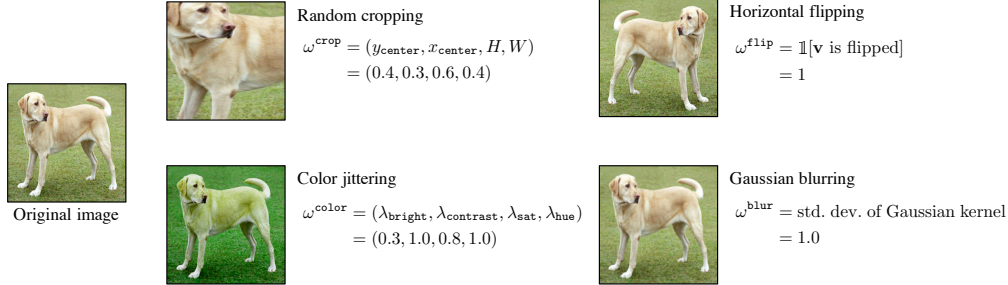 Original image
Random cropping
ω^crop = (y_center, x_center, H, W)
= (0.4, 0.3, 0.6, 0.4)
Color jittering
ω^color = (λ_bright, λ_contrast, λ_sat, λ_hue)
= (0.3, 1.0, 0.8, 1.0)
Horizontal flipping
ω^flip = 𝟙[v is flipped]
= 1
Gaussian blurring
ω^blur = std. dev. of Gaussian kernel
= 1.0